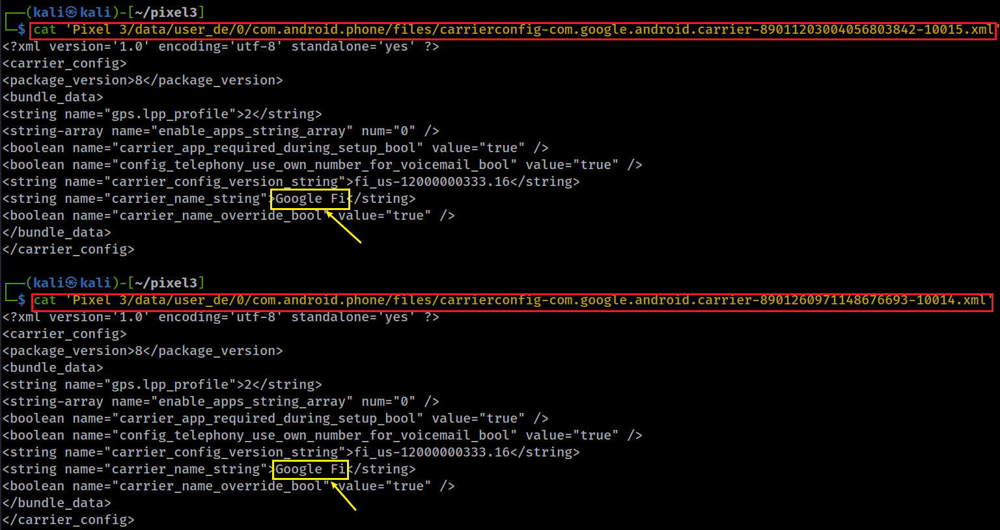 (kali㉿kali)-[~/pixel3]
$ cat 'Pixel 3/data/user_de/0/com.android.phone/files/carrierconfig-com.google.android.carrier-89011203004056803842-10015.xml'
<?xml version='1.0' encoding='utf-8' standalone='yes' ?>
<carrier_config>
<package_version>8</package_version>
<bundle_data>
<string name="gps.lpp_profile">2</string>
<string-array name="enable_apps_string_array" num="0" />
<boolean name="carrier_app_required_during_setup_bool" value="true" />
<boolean name="config_telephony_use_own_number_for_voicemail_bool" value="true" />
<string name="carrier_config_version_string">fi_us-12000000333.16</string>
<string name="carrier_name_string">Google Fi</string>
<boolean name="carrier_name_override_bool" value="true" />
</bundle_data>
</carrier_config>
(kali㉿kali)-[~/pixel3]
$ cat 'Pixel 3/data/user_de/0/com.android.phone/files/carrierconfig-com.google.android.carrier-8901260971148676693-10014.xml'
<?xml version='1.0' encoding='utf-8' standalone='yes' ?>
<carrier_config>
<package_version>8</package_version>
<bundle_data>
<string name="gps.lpp_profile">2</string>
<string-array name="enable_apps_string_array" num="0" />
<boolean name="carrier_app_required_during_setup_bool" value="true" />
<boolean name="config_telephony_use_own_number_for_voicemail_bool" value="true" />
<string name="carrier_config_version_string">fi_us-12000000333.16</string>
<string name="carrier_name_string">Google Fi</string>
<boolean name="carrier_name_override_bool" value="true" />
</bundle_data>
</carrier_config>